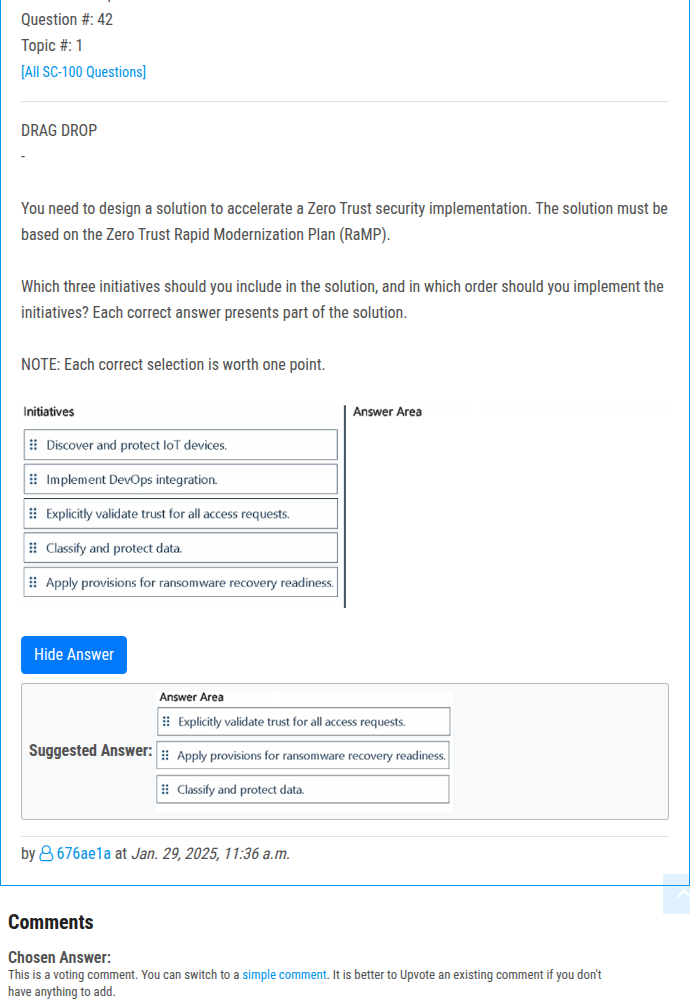 Question #: 42
Topic #: 1
[All SC-100 Questions]
DRAG DROP
-
You need to design a solution to accelerate a Zero Trust security implementation. The solution must be
based on the Zero Trust Rapid Modernization Plan (RaMP).
Which three initiatives should you include in the solution, and in which order should you implement the
initiatives? Each correct answer presents part of the solution.
NOTE: Each correct selection is worth one point.
Initiatives
Discover and protect IoT devices.
Implement DevOps integration.
Explicitly validate trust for all access requests.
Classify and protect data.
Apply provisions for ransomware recovery readiness.
Answer Area
Hide Answer
Suggested Answer:
Answer Area
Explicitly validate trust for all access requests.
Apply provisions for ransomware recovery readiness.
Classify and protect data.
by 676ae1a at Jan. 29, 2025, 11:36 a.m.
Comments
Chosen Answer:
This is a voting comment. You can switch to a simple comment. It is better to Upvote an existing comment if you don't
have anything to add.